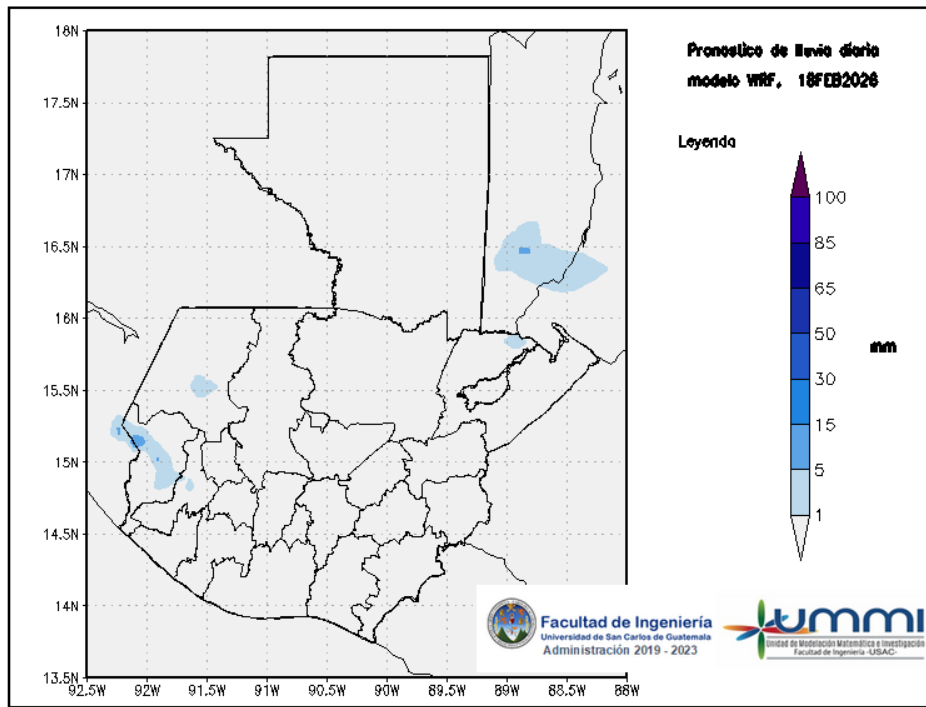 Pronostico de lluvia diaria
modelo WRF, 18FEB2026
Leyenda
100
85
65
50
30
15
5
1
mm
18N
17.5N
17N
16.5N
16N
15.5N
15N
14.5N
14N
13.5N
92.5W 92W 91.5W 91W 90.5W 90W 89.5W 89W 88.5W 88W
Facultad de Ingeniería
Universidad de San Carlos de Guatemala
Administración 2019 - 2023
ummi
Unidad de Modelación Matemática e Investigación
Facultad de Ingeniería -USAC-